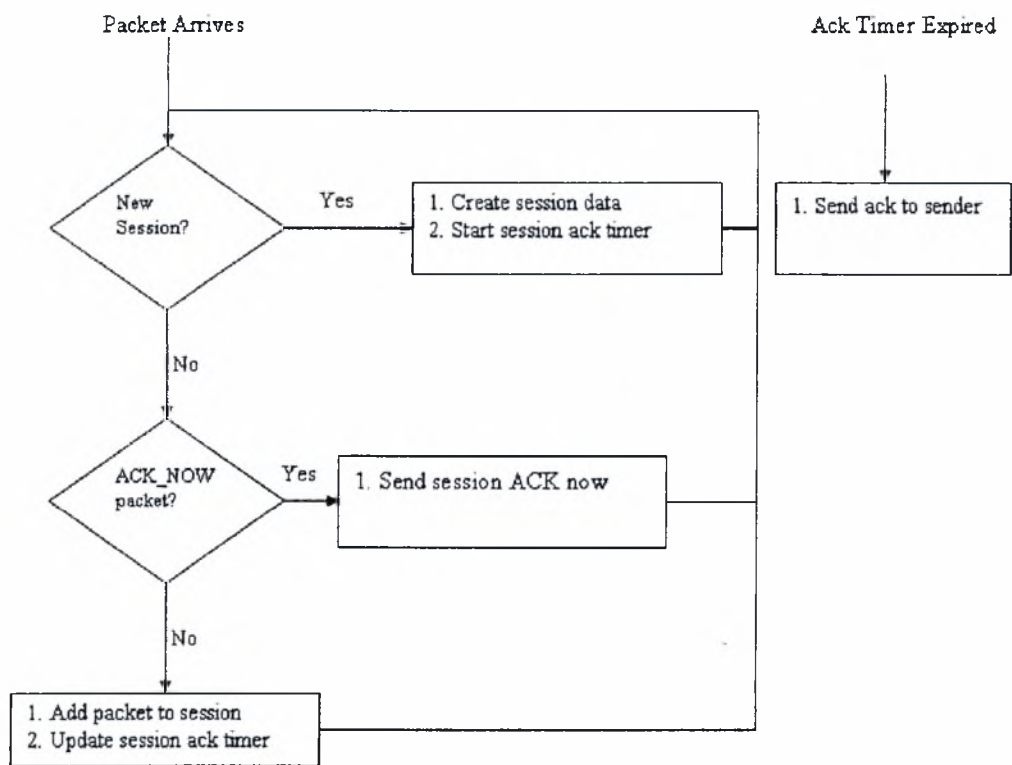 Packet Arrives
Ack Timer Expired
New
Session?
Yes
1. Create session data
2. Start session ack timer
1. Send ack to sender
No
ACK_NOW
packet?
Yes
1. Send session ACK now
No
1. Add packet to session
2. Update session ack timer